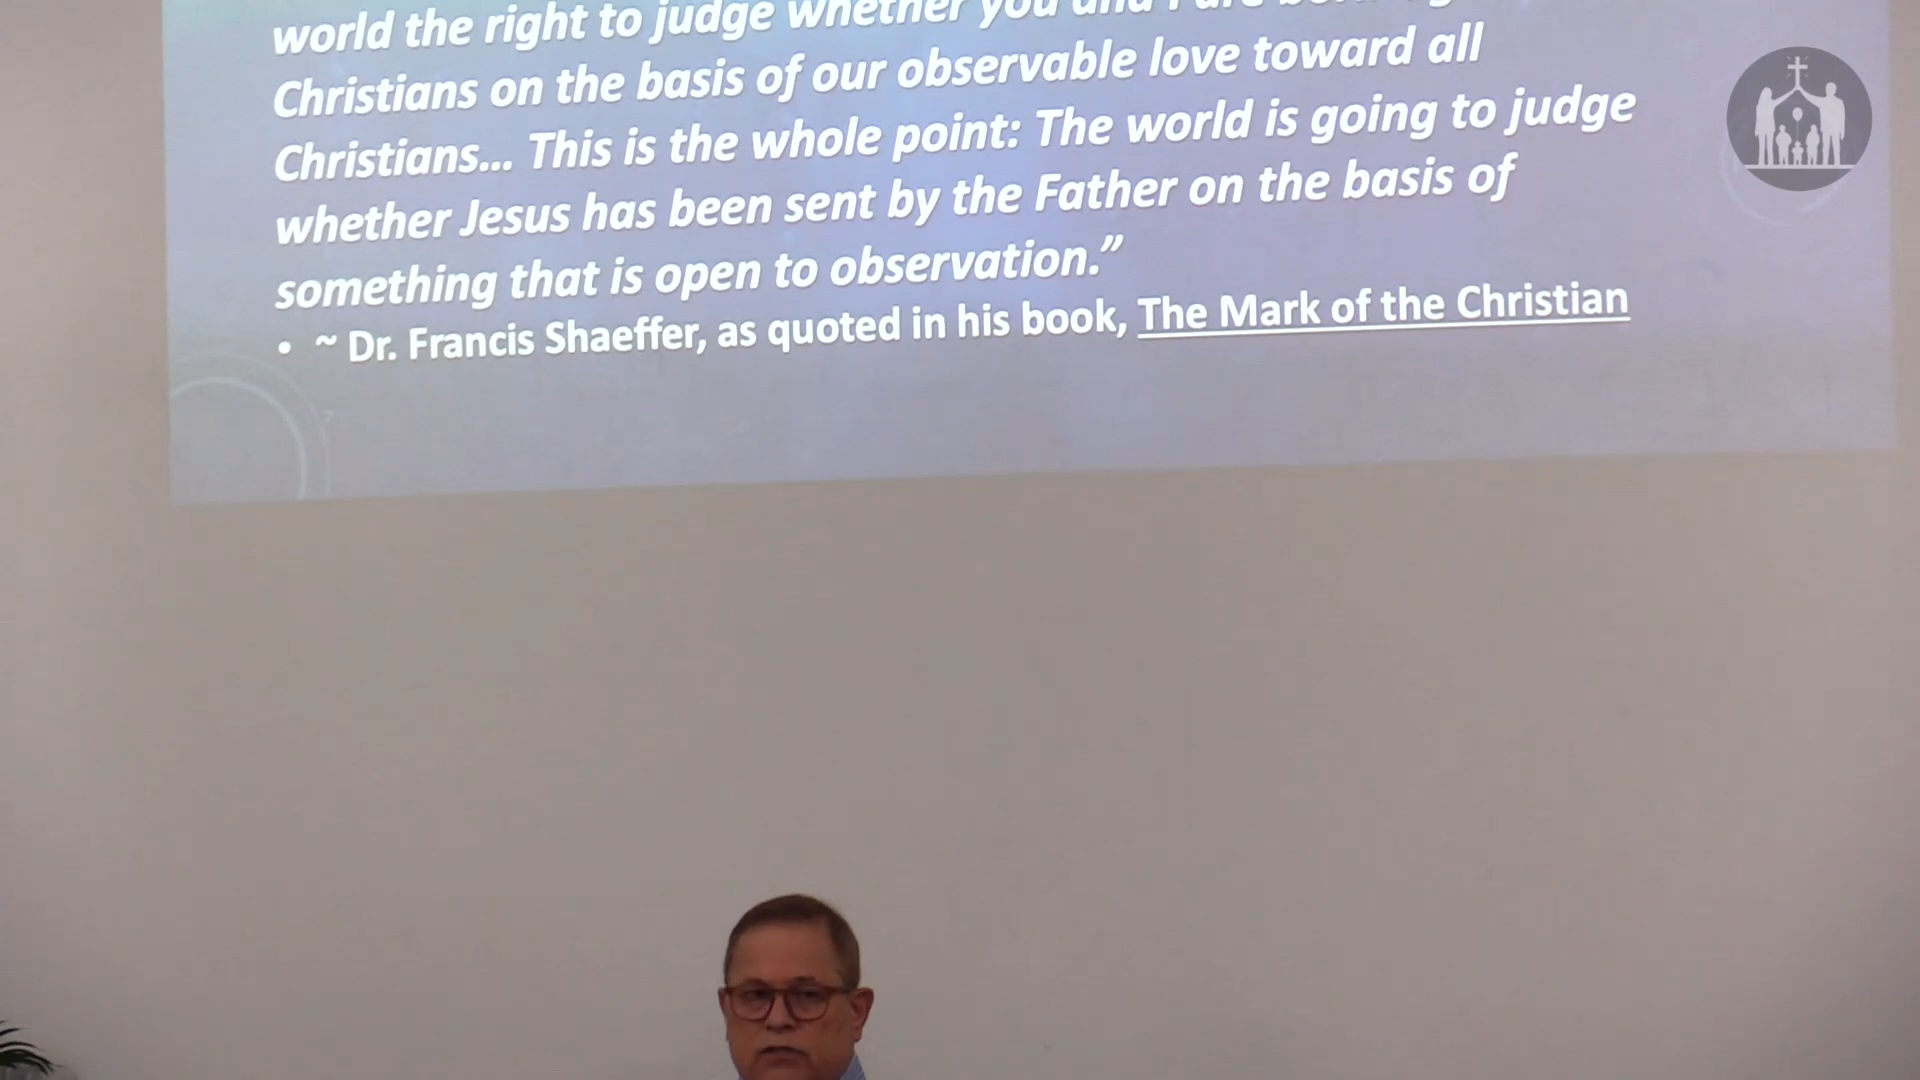 world the right to judge whether you and I are
Christians on the basis of our observable love toward all
Christians... This is the whole point: The world is going to judge
whether Jesus has been sent by the Father on the basis of
something that is open to observation.”
• ~ Dr. Francis Shaeffer, as quoted in his book, The Mark of the Christian